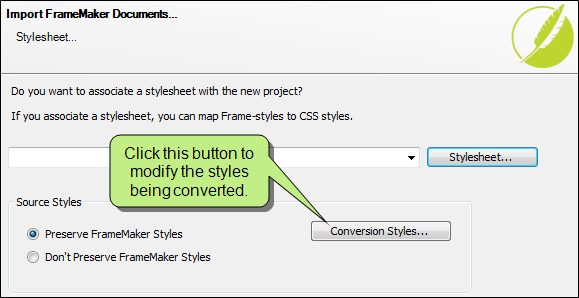 Import FrameMaker Documents...
Stylesheet...
Do you want to associate a stylesheet with the new project?
If you associate a stylesheet, you can map Frame-styles to CSS styles.
Click this button to
modify the styles
being converted.
Stylesheet...
Source Styles
Preserve FrameMaker Styles
Conversion Styles...
Don't Preserve FrameMaker Styles